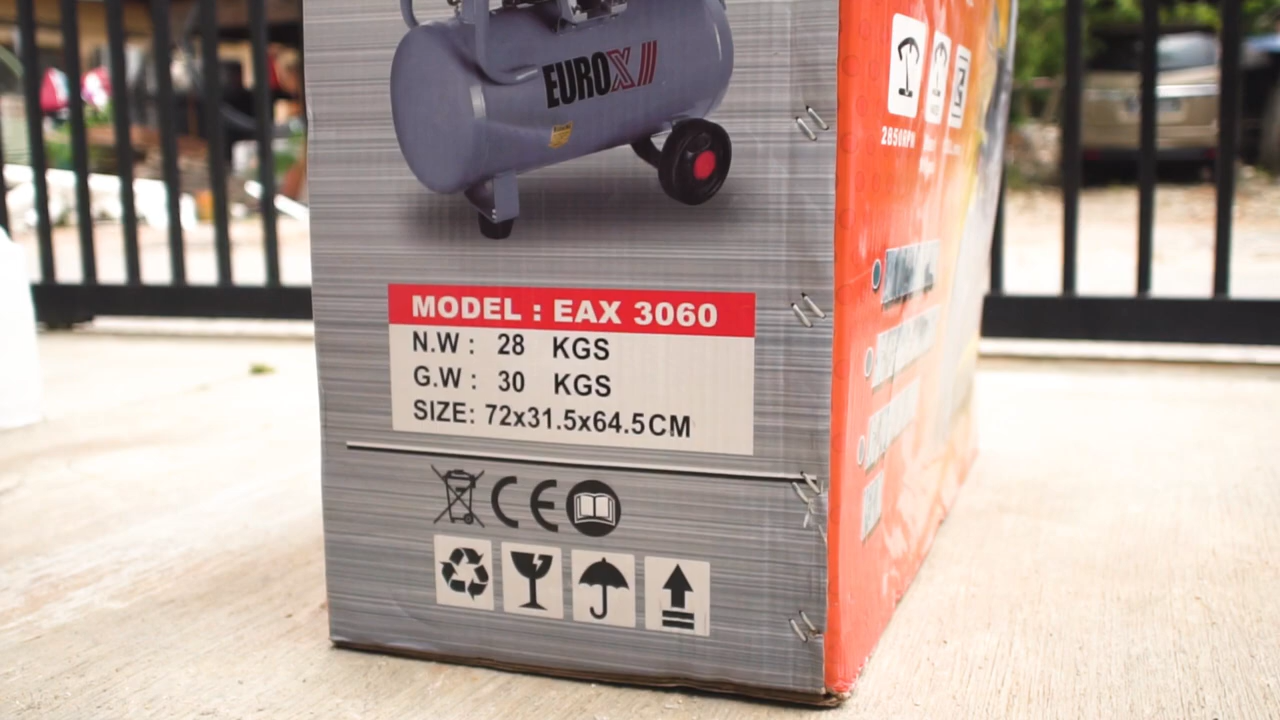 EUROX
2850RPM
MODEL : EAX 3060
N.W : 28 KGS
G.W : 30 KGS
SIZE: 72x31.5x64.5CM
CE